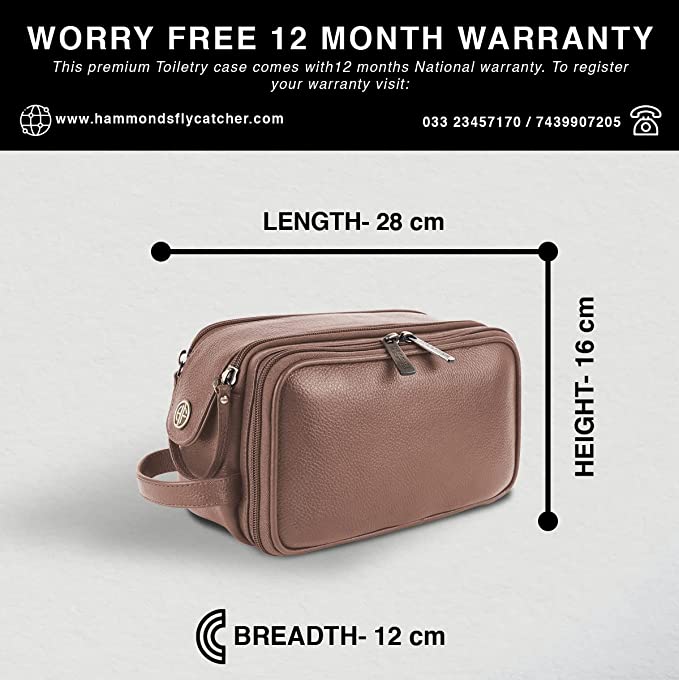 WORRY FREE 12 MONTH WARRANTY
This premium Toiletry case comes with12 months National warranty. To register
your warranty visit:
www.hammondsflycatcher.com
033 23457170 / 7439907205
LENGTH- 28 cm
HEIGHT- 16 cm
BREADTH- 12 cm